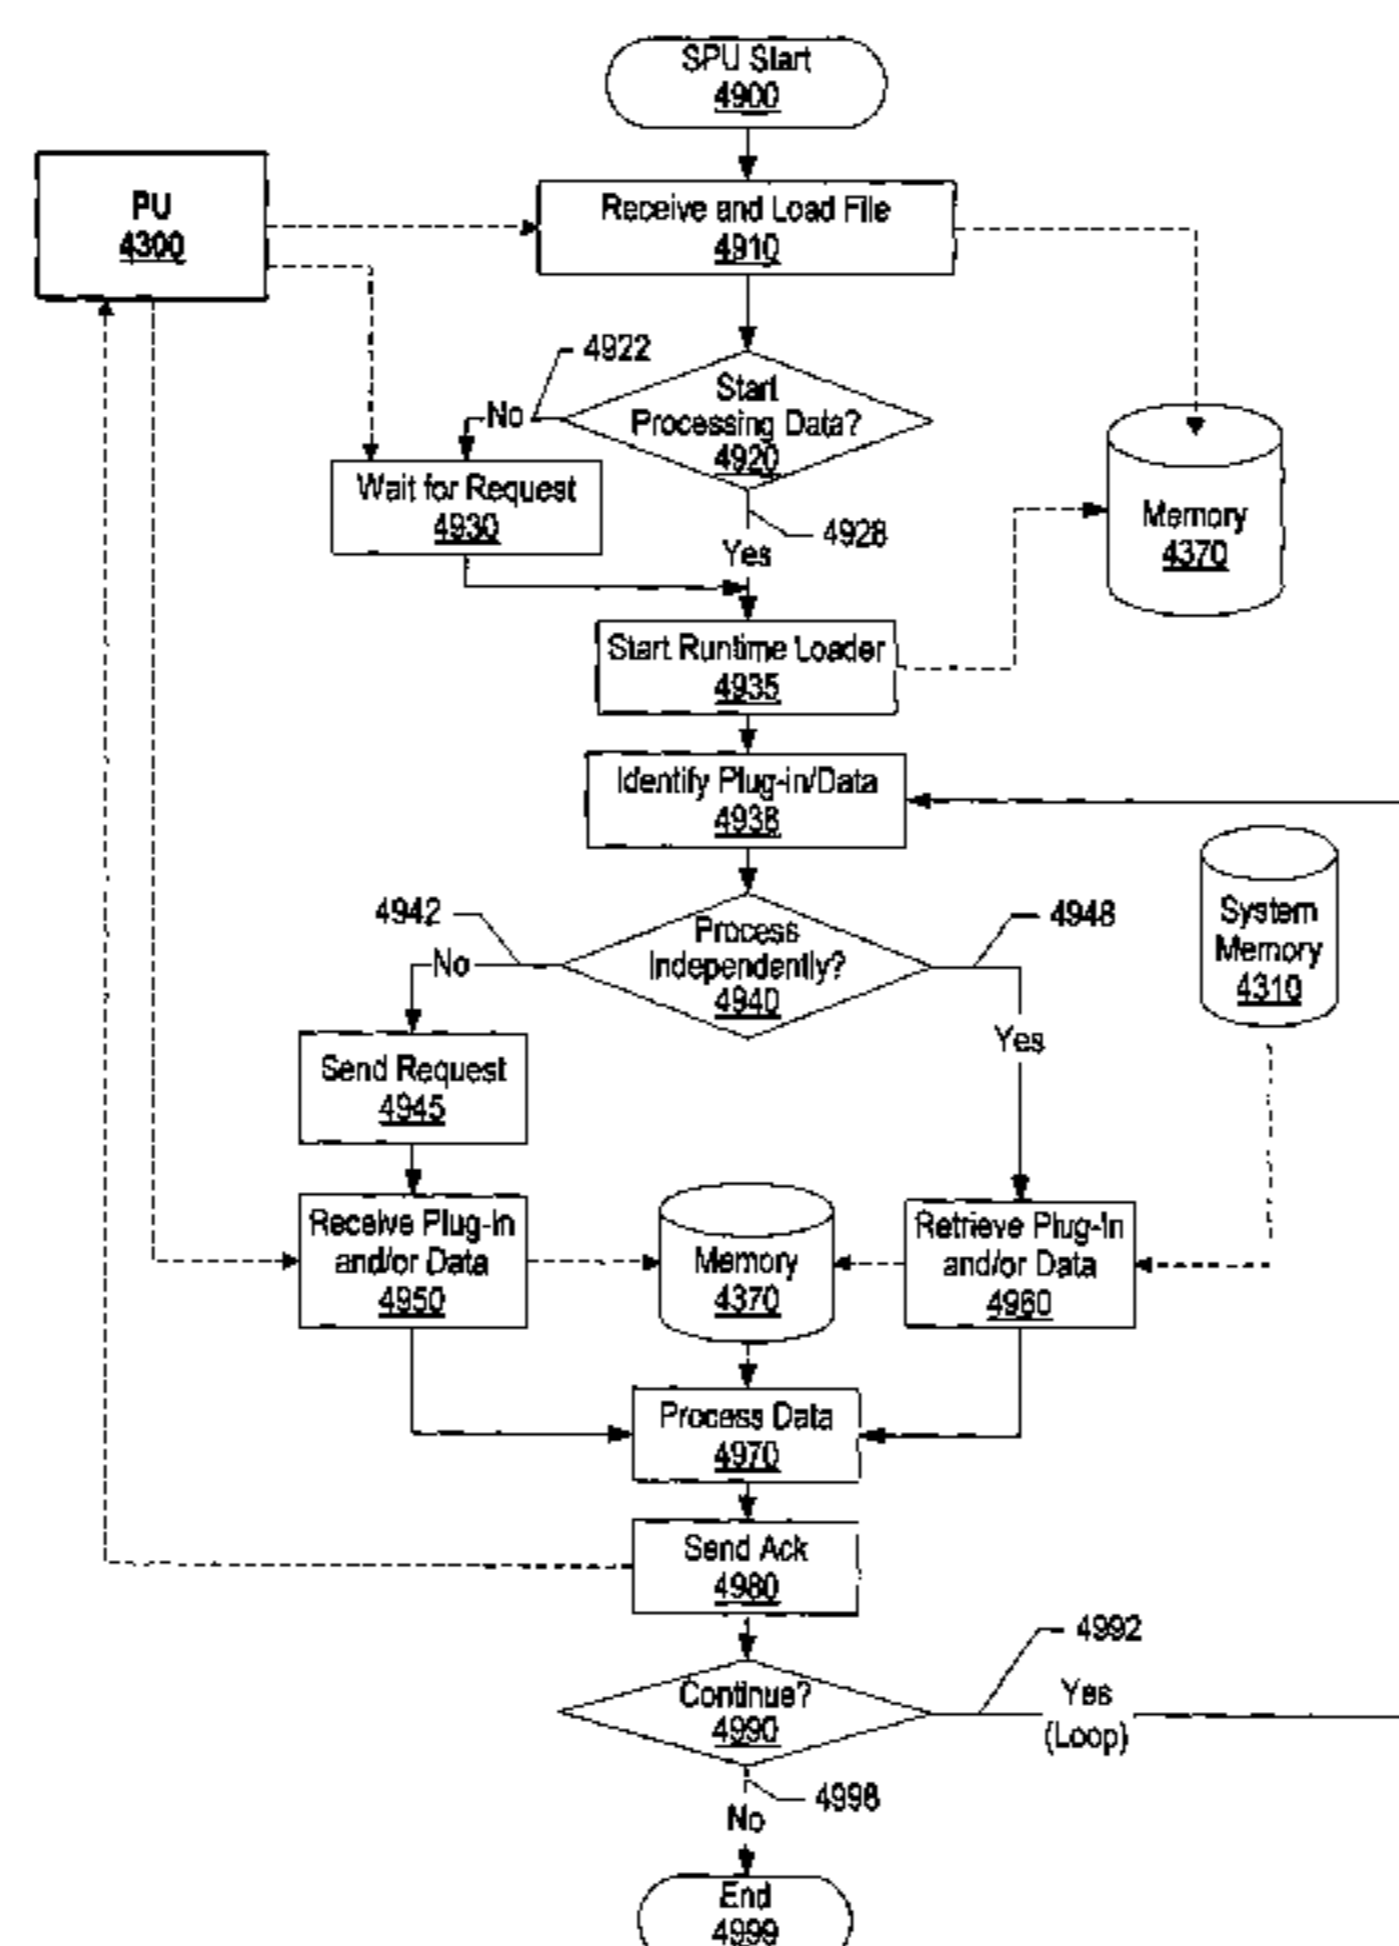 SPU Start
4900
PU
4300
Receive and Load File
4910
4922
Start
Processing Data?
4920
No
Wait for Request
4930
4928
Yes
Memory
4370
Start Runtime Loader
4935
Identify Plug-in/Data
4938
4942
Process
Independently?
4940
4948
No
Yes
System
Memory
4310
Send Request
4945
Receive Plug-In
and/or Data
4950
Memory
4370
Retrieve Plug-In
and/or Data
4960
Process Data
4970
Send Ack
4980
4992
Continue?
4990
Yes
(Loop)
4998
No
End
4999